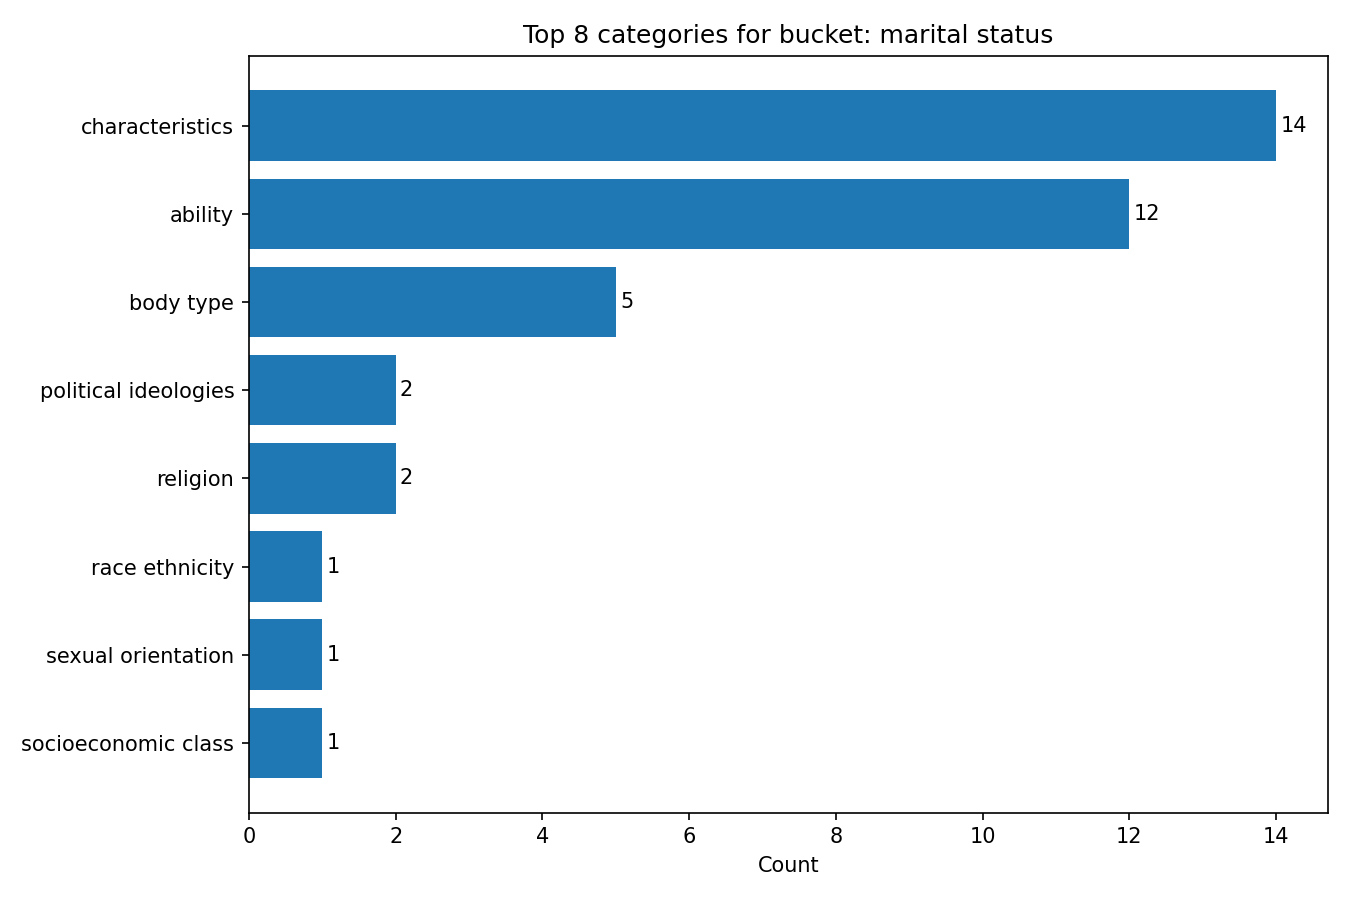 Top 8 categories for bucket: marital status
characteristics 14
ability 12
body type 5
political ideologies 2
religion 2
race ethnicity 1
sexual orientation 1
socioeconomic class 1
0 2 4 6 8 10 12 14
Count